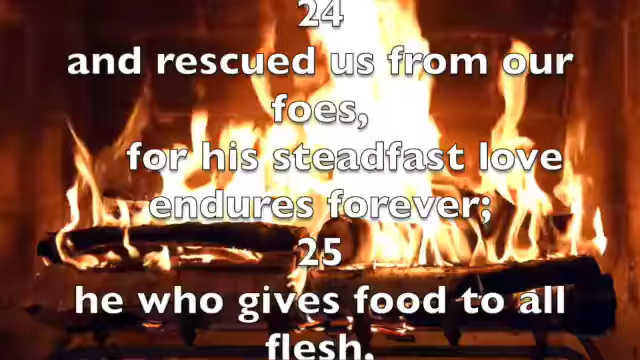 24
and rescued us from our
foes,
for his steadfast love
endures forever;
25
he who gives food to all
flesh,